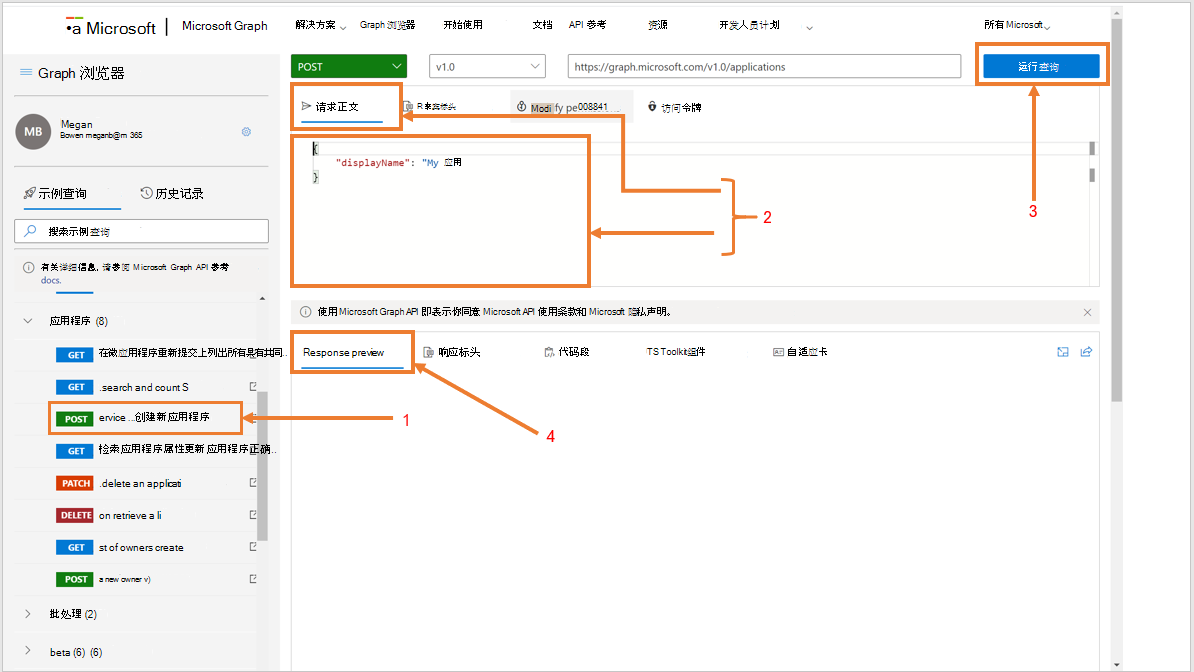 Microsoft | Microsoft Graph 解决方案 Graph 浏览器 开始使用 文档 API 参考 资源 开发人员计划 所有 Microsoft
Graph 浏览器
POST v1.0 https://graph.microsoft.com/v1.0/applications 运行查询
请求正文 Modi fy pe008841 ... 访问令牌
MB Megan
Bowen meganb@m 365
{
"displayName": "My 应用
}
示例查询 历史记录
搜索示例查询
有关详细信息, 请参阅 Microsoft Graph API 参考
docs.
2
3
使用 Microsoft Graph API 即表示你同意 Microsoft API 使用条款和 Microsoft 隐私声明。
应用程序 (8)
Response preview 响应标头 代码段 TS Toolkit组件 自适应卡
GET 在微应用程序重新提交上列出所有具有共同..
GET .search and count S
POST ervice ...创建新应用程序
1
4
GET 检索应用程序属性更新 应用程序正确..
PATCH .delete an applicati
DELETE on retrieve a li
GET st of owners create
POST a new owner v)
批处理 (2)
beta (6) (6)